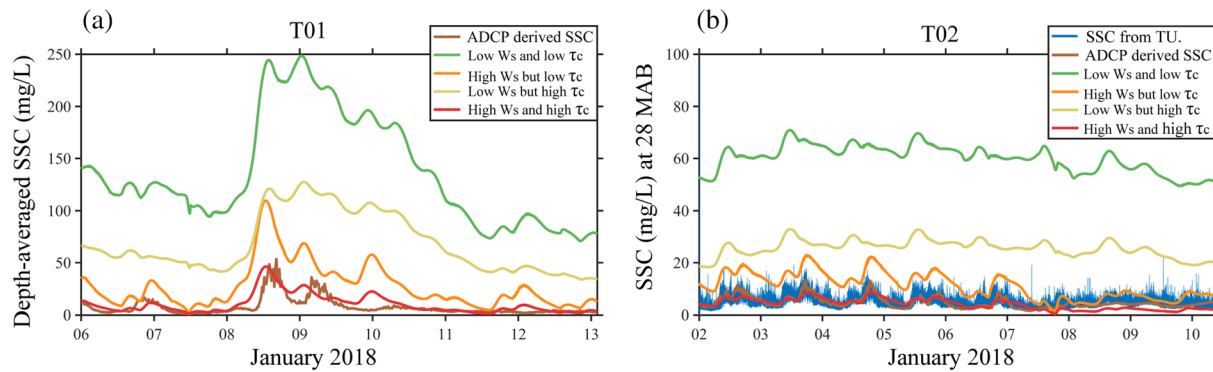 (a)
T01
ADCP derived SSC
Low Ws and low τc
High Ws but low τc
Low Ws but high τc
High Ws and high τc
Depth-averaged SSC (mg/L)
250
200
150
100
50
0
06
07
08
09
10
11
12
13
January 2018
(b)
T02
SSC from TU.
ADCP derived SSC
Low Ws and low τc
High Ws but low τc
Low Ws but high τc
High Ws and high τc
SSC (mg/L) at 28 MAB
100
80
60
40
20
0
02
03
04
05
06
07
08
09
10
January 2018